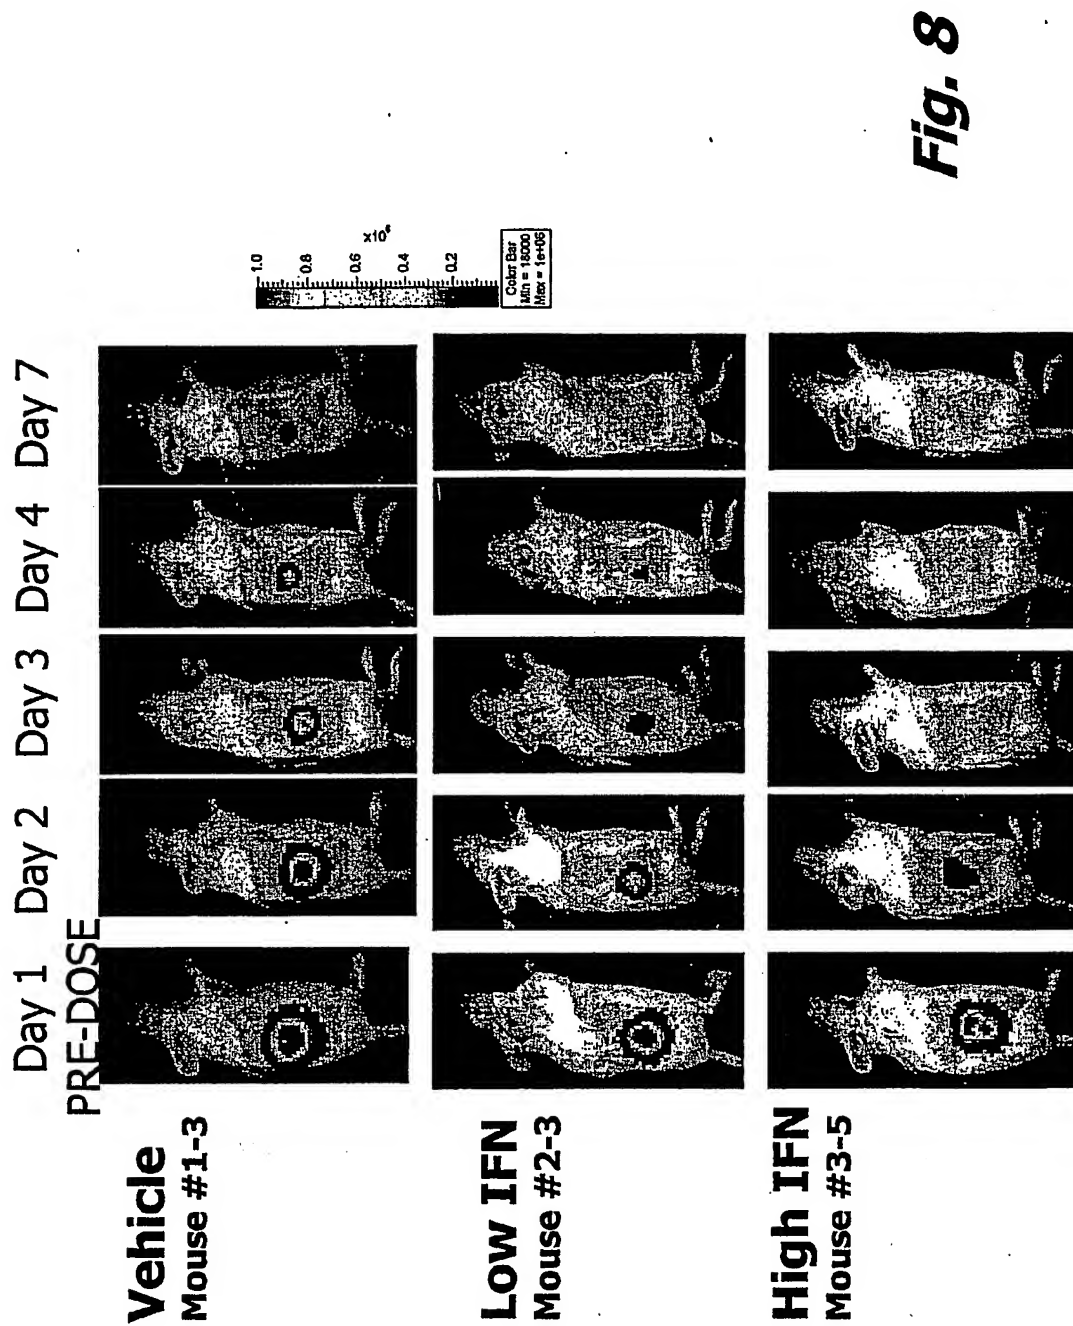 Day 1 Day 2 Day 3 Day 4 Day 7
PRE-DOSE
Vehicle
Mouse #1-3
Low IFN
Mouse #2-3
High IFN
Mouse #3-5
1.0
0.8
0.6
0.4
0.2
x10⁶
Color Bar
Min = 18000
Max = 1e+06
Fig. 8